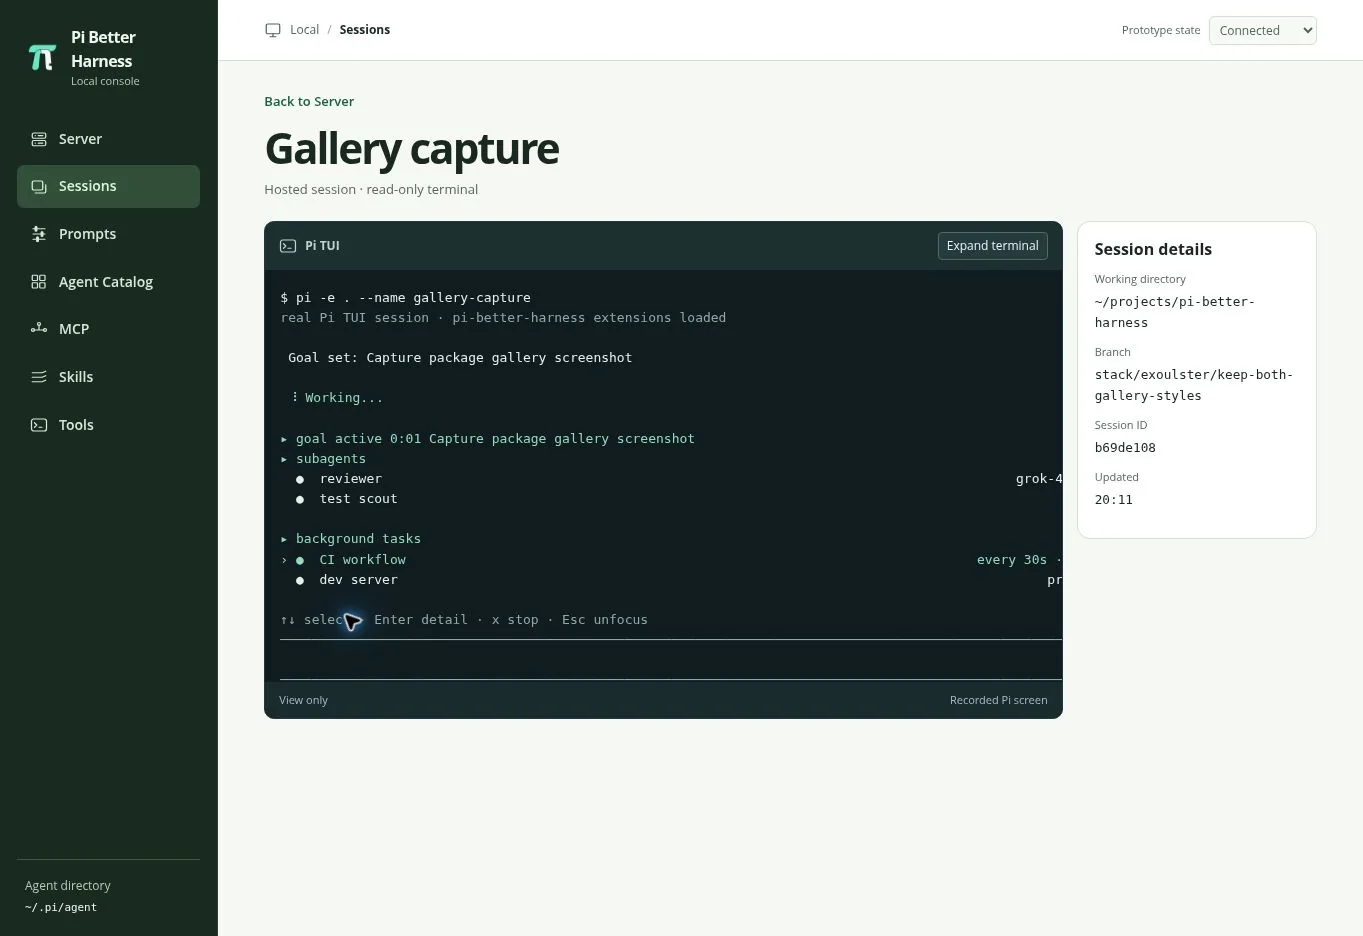 Pi Better
Harness
Local console
Server
Sessions
Prompts
Agent Catalog
MCP
Skills
Tools
Agent directory
~/.pi/agent
Local / Sessions
Prototype state
Connected
Back to Server
Gallery capture
Hosted session · read-only terminal
Pi TUI
Expand terminal
$ pi -e . --name gallery-capture
real Pi TUI session · pi-better-harness extensions loaded
Goal set: Capture package gallery screenshot
⠸ Working...
▸ goal active 0:01 Capture package gallery screenshot
▸ subagents
● reviewer grok-4
● test scout
▸ background tasks
› ● CI workflow every 30s ·
● dev server pr
↑↓ selec Enter detail · x stop · Esc unfocus
View only
Recorded Pi screen
Session details
Working directory
~/projects/pi-better-
harness
Branch
stack/exoulster/keep-both-
gallery-styles
Session ID
b69de108
Updated
20:11